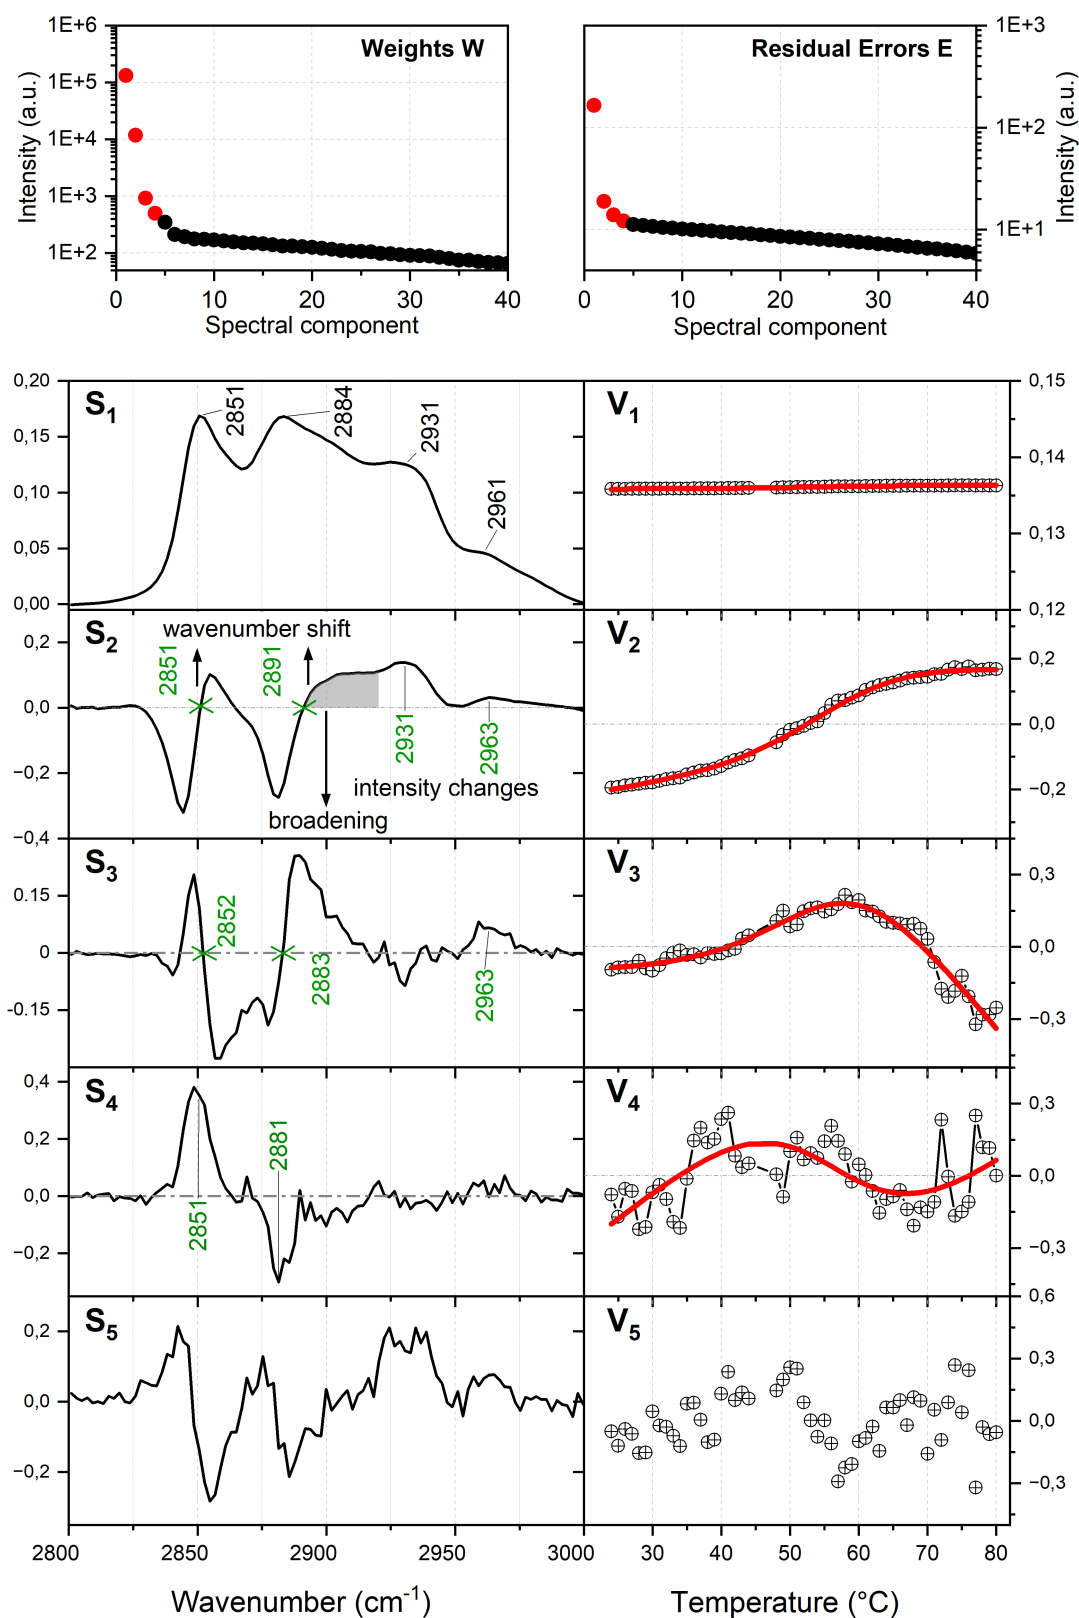 Weights W
1E+6
1E+5
1E+4
1E+3
1E+2
Intensity (a.u.)
0 10 20 30 40
Spectral component
Residual Errors E
1E+3
1E+2
1E+1
Intensity (a.u.)
0 10 20 30 40
Spectral component
S1
0,20
0,15
0,10
0,05
0,00
2851
2884
2931
2961
V1
0,15
0,14
0,13
0,12
S2
0,2
0,0
−0,2
−0,4
wavenumber shift
2851
2891
2931
2963
intensity changes
broadening
V2
0,2
0,0
−0,2
S3
0.15
0
-0.15
2852
2883
2963
V3
0,3
0,0
−0,3
S4
0,4
0,2
0,0
−0,2
2851
2881
V4
0,3
0,0
−0,3
0,6
S5
0,2
0,0
−0,2
V5
0,3
0,0
−0,3
2800 2850 2900 2950 3000
Wavenumber (cm-1)
20 30 40 50 60 70 80
Temperature (°C)